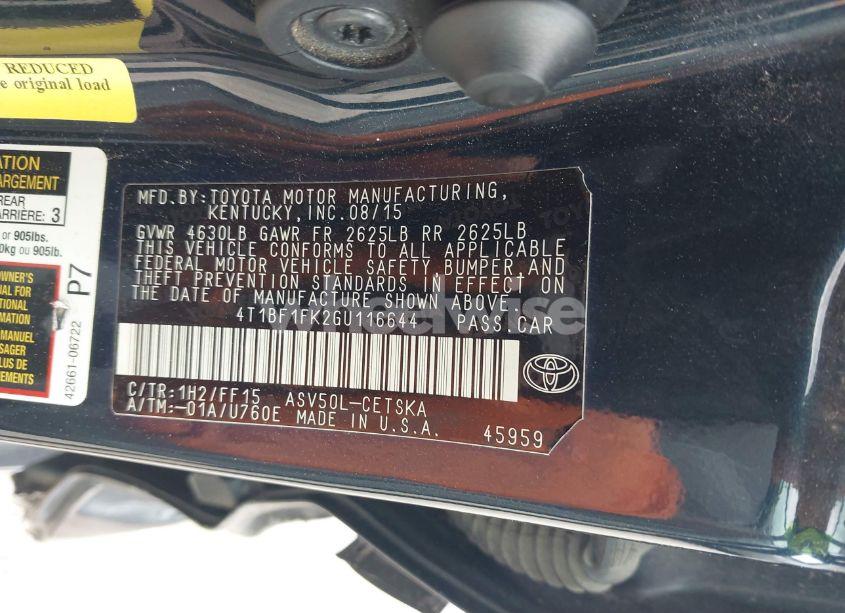 REDUCED
e original load
ATION
ARGEMENT
REAR
ARRIÈRE: 3
or 905lbs.
0kg ou 905lb.
OWNER'S
UAL FOR
TIONAL
MATION
MANUEL
SAGER
PLUS DE
EMENTS
P7
42661-06722
MFD.BY:TOYOTA MOTOR MANUFACTURING,
KENTUCKY,INC.08/15
GVWR 4630LB GAWR FR 2625LB RR 2625LB
THIS VEHICLE CONFORMS TO ALL APPLICABLE
FEDERAL MOTOR VEHICLE SAFETY,BUMPER,AND
THEFT PREVENTION STANDARDS IN EFFECT ON
THE DATE OF MANUFACTURE SHOWN ABOVE.
4T1BF1FK2GU116644 PASS CAR
C/TR:1H2/FF15 ASV50L-CETSKA
A/TM:-01A/U760E MADE IN U.S.A. 45959
wheelwise